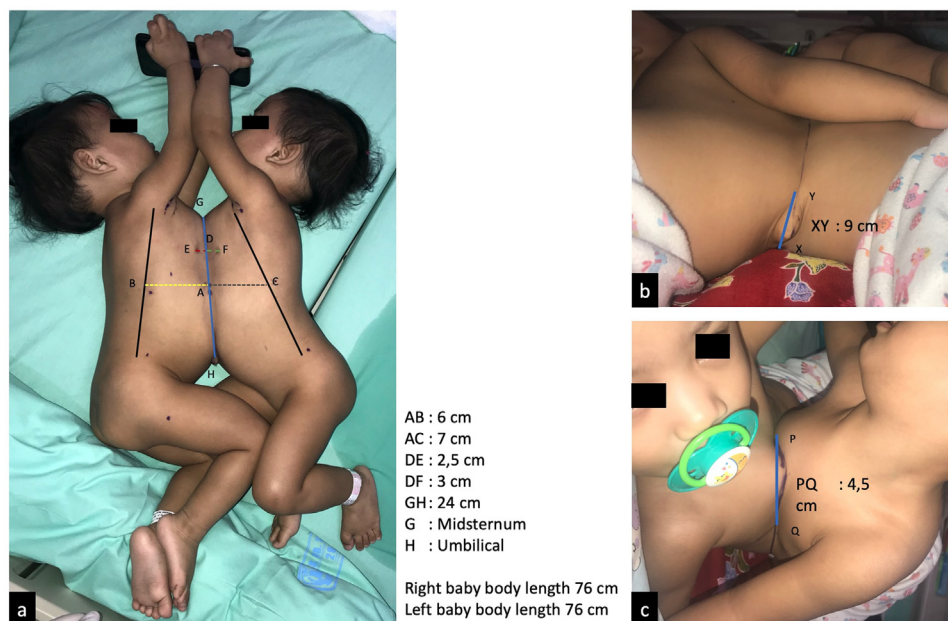 G
D
E
F
B
A
C
H
a
AB : 6 cm
AC : 7 cm
DE : 2,5 cm
DF : 3 cm
GH : 24 cm
G : Midsternum
H : Umbilical
Right baby body length 76 cm
Left baby body length 76 cm
Y
XY : 9 cm
X
b
P
PQ : 4,5
cm
Q
c